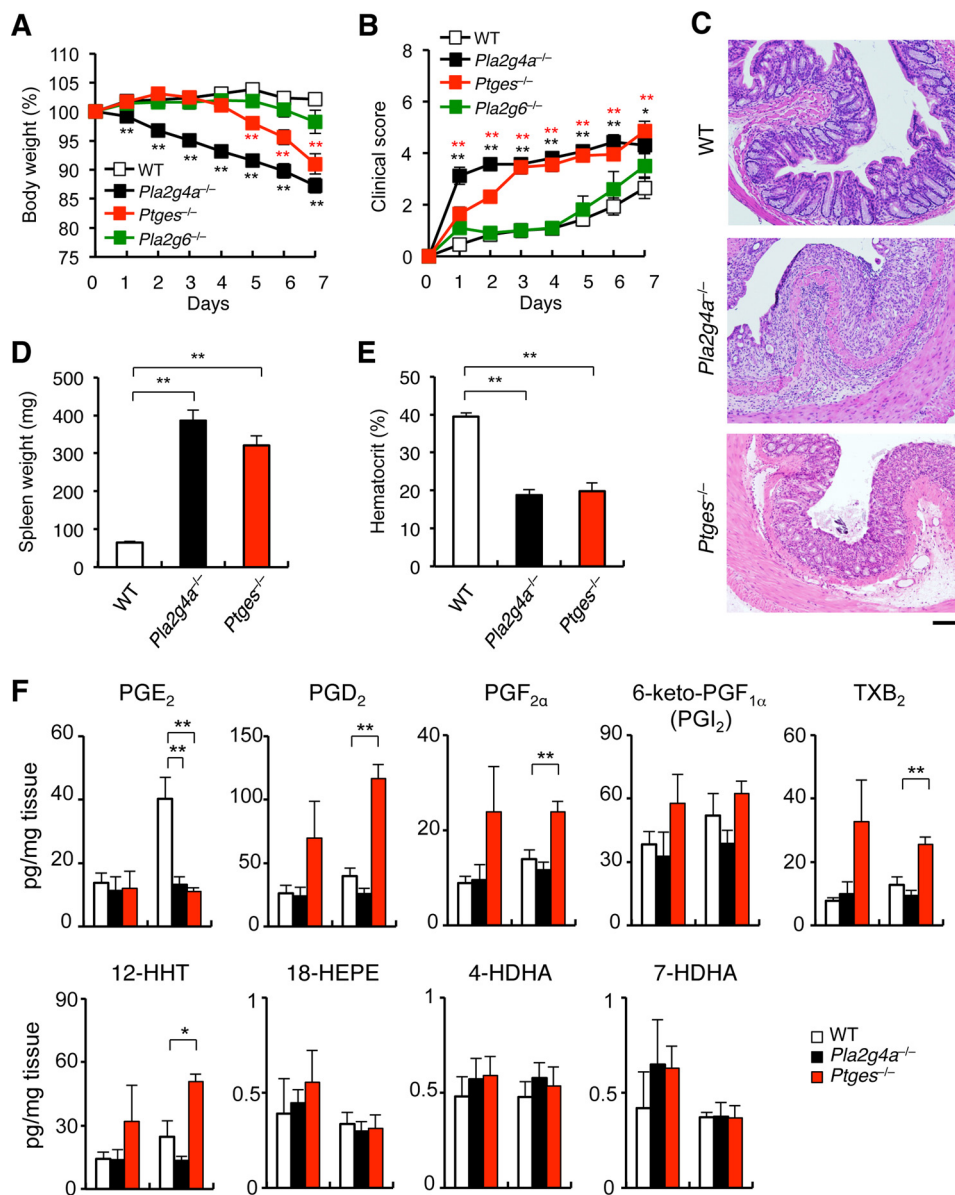 A
Body weight (%)
110
105
100
95
90
85
80
75
**
**
**
**
**
**
**
**
**
**
WT
Pla2g4a–/–
Ptges–/–
Pla2g6–/–
0 1 2 3 4 5 6 7
Days
B
Clinical score
8
6
4
2
0
WT
Pla2g4a–/–
Ptges–/–
Pla2g6–/–
** ** ** ** ** ** **
** ** ** ** ** ** *
0 1 2 3 4 5 6 7
Days
C
WT
Pla2g4a–/–
Ptges–/–
D
Spleen weight (mg)
500
400
300
200
100
0
**
**
WT
Pla2g4a–/–
Ptges–/–
E
Hematocrit (%)
50
40
30
20
10
0
**
**
WT
Pla2g4a–/–
Ptges–/–
F
pg/mg tissue
PGE2
60
40
20
0
**
**
PGD2
150
100
50
0
**
PGF2α
40
20
0
**
6-keto-PGF1α
(PGI2)
90
60
30
0
TXB2
60
40
20
0
**
pg/mg tissue
12-HHT
90
60
30
0
*
18-HEPE
1
0.5
0
4-HDHA
1
0.5
0
7-HDHA
1
0.5
0
WT
Pla2g4a–/–
Ptges–/–